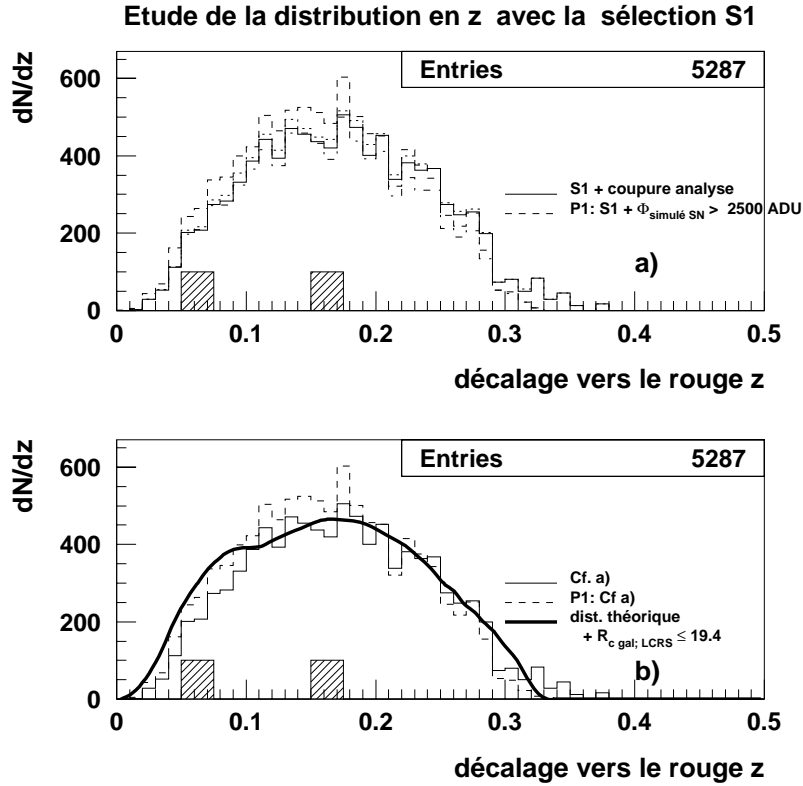 Etude de la distribution en z avec la sélection S1
dN/dz
600
400
200
0
Entries 5287
S1 + coupure analyse
P1: S1 + Φsimulé SN > 2500 ADU
a)
0 0.1 0.2 0.3 0.4 0.5
décalage vers le rouge z
dN/dz
600
400
200
0
Entries 5287
Cf. a)
P1: Cf a)
dist. théorique
+ Rc gal; LCRS ≤ 19.4
b)
0 0.1 0.2 0.3 0.4 0.5
décalage vers le rouge z